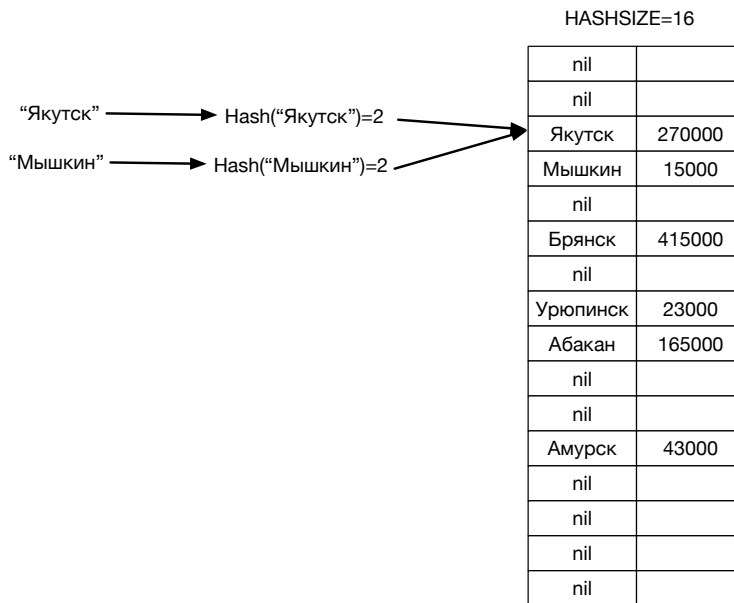 HASHSIZE=16
nil
nil
“Якутск” Hash(“Якутск”)=2
Якутск 270000
“Мышкин” Hash(“Мышкин”)=2
Мышкин 15000
nil
Брянск 415000
nil
Урюпинск 23000
Абакан 165000
nil
nil
Амурск 43000
nil
nil
nil
nil